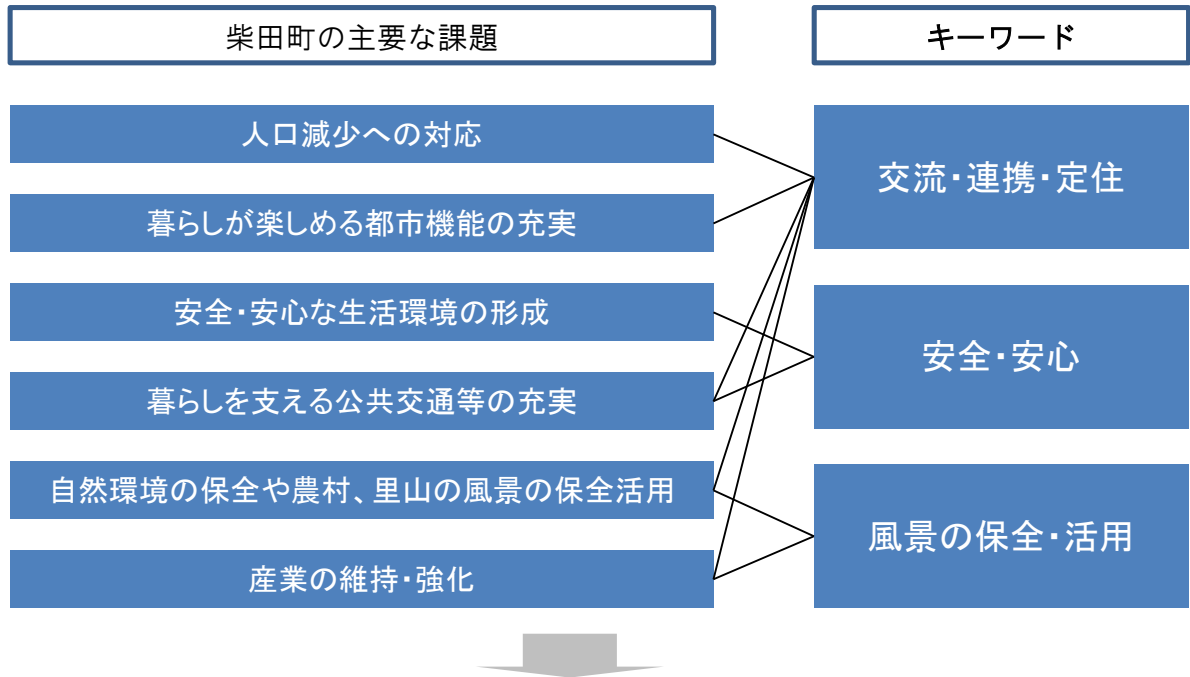 柴田町の主要な課題
キーワード
人口減少への対応
暮らしが楽しめる都市機能の充実
安全・安心な生活環境の形成
暮らしを支える公共交通等の充実
自然環境の保全や農村、里山の風景の保全活用
産業の維持・強化
交流・連携・定住
安全・安心
風景の保全・活用